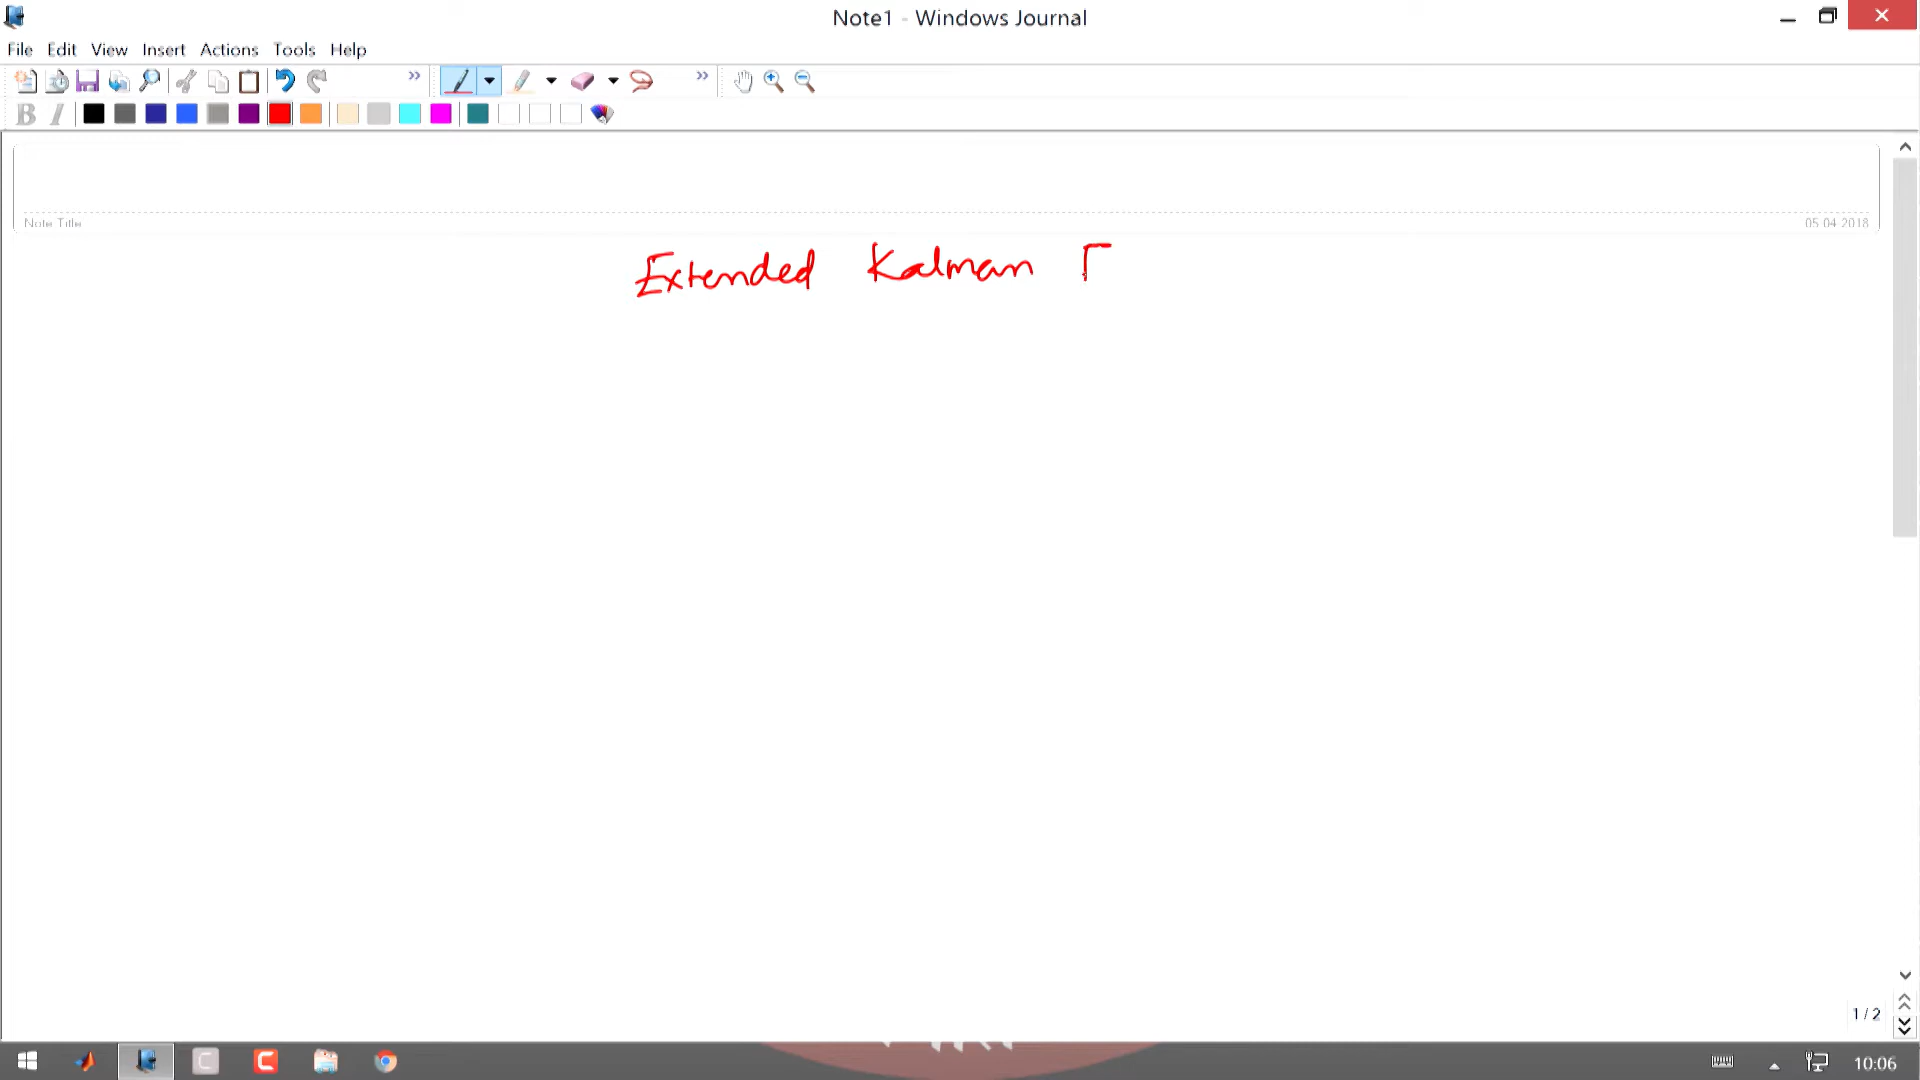 Note1 - Windows Journal
File Edit View Insert Actions Tools Help
B I
Note Title
05-04-2018
Extended Kalman
1 / 2
10:06